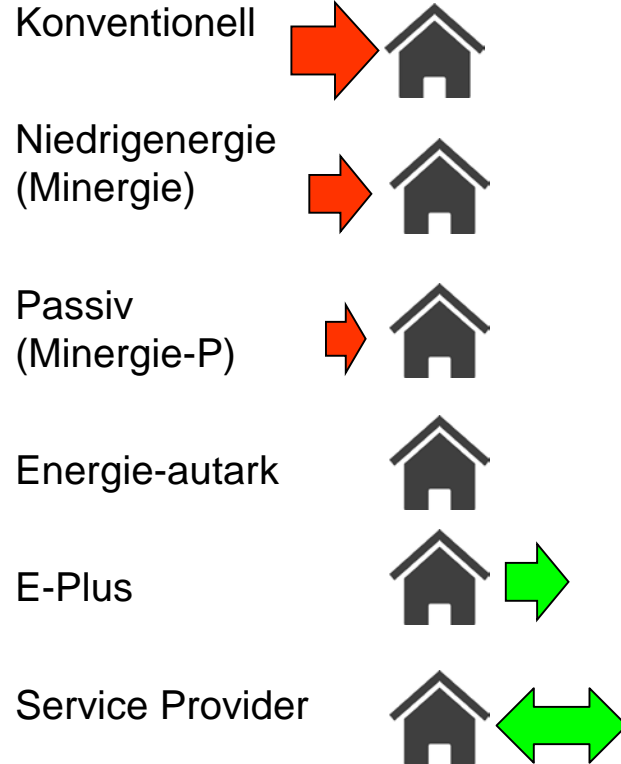 Konventionell
Niedrigenergie
(Minergie)
Passiv
(Minergie-P)
Energie-autark
E-Plus
Service Provider